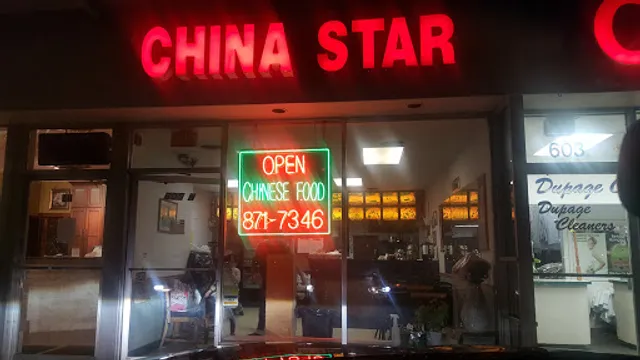 CHINA STAR
OPEN
CHINESE FOOD
871-7346
603
Dupage
Dupage
Cleaners